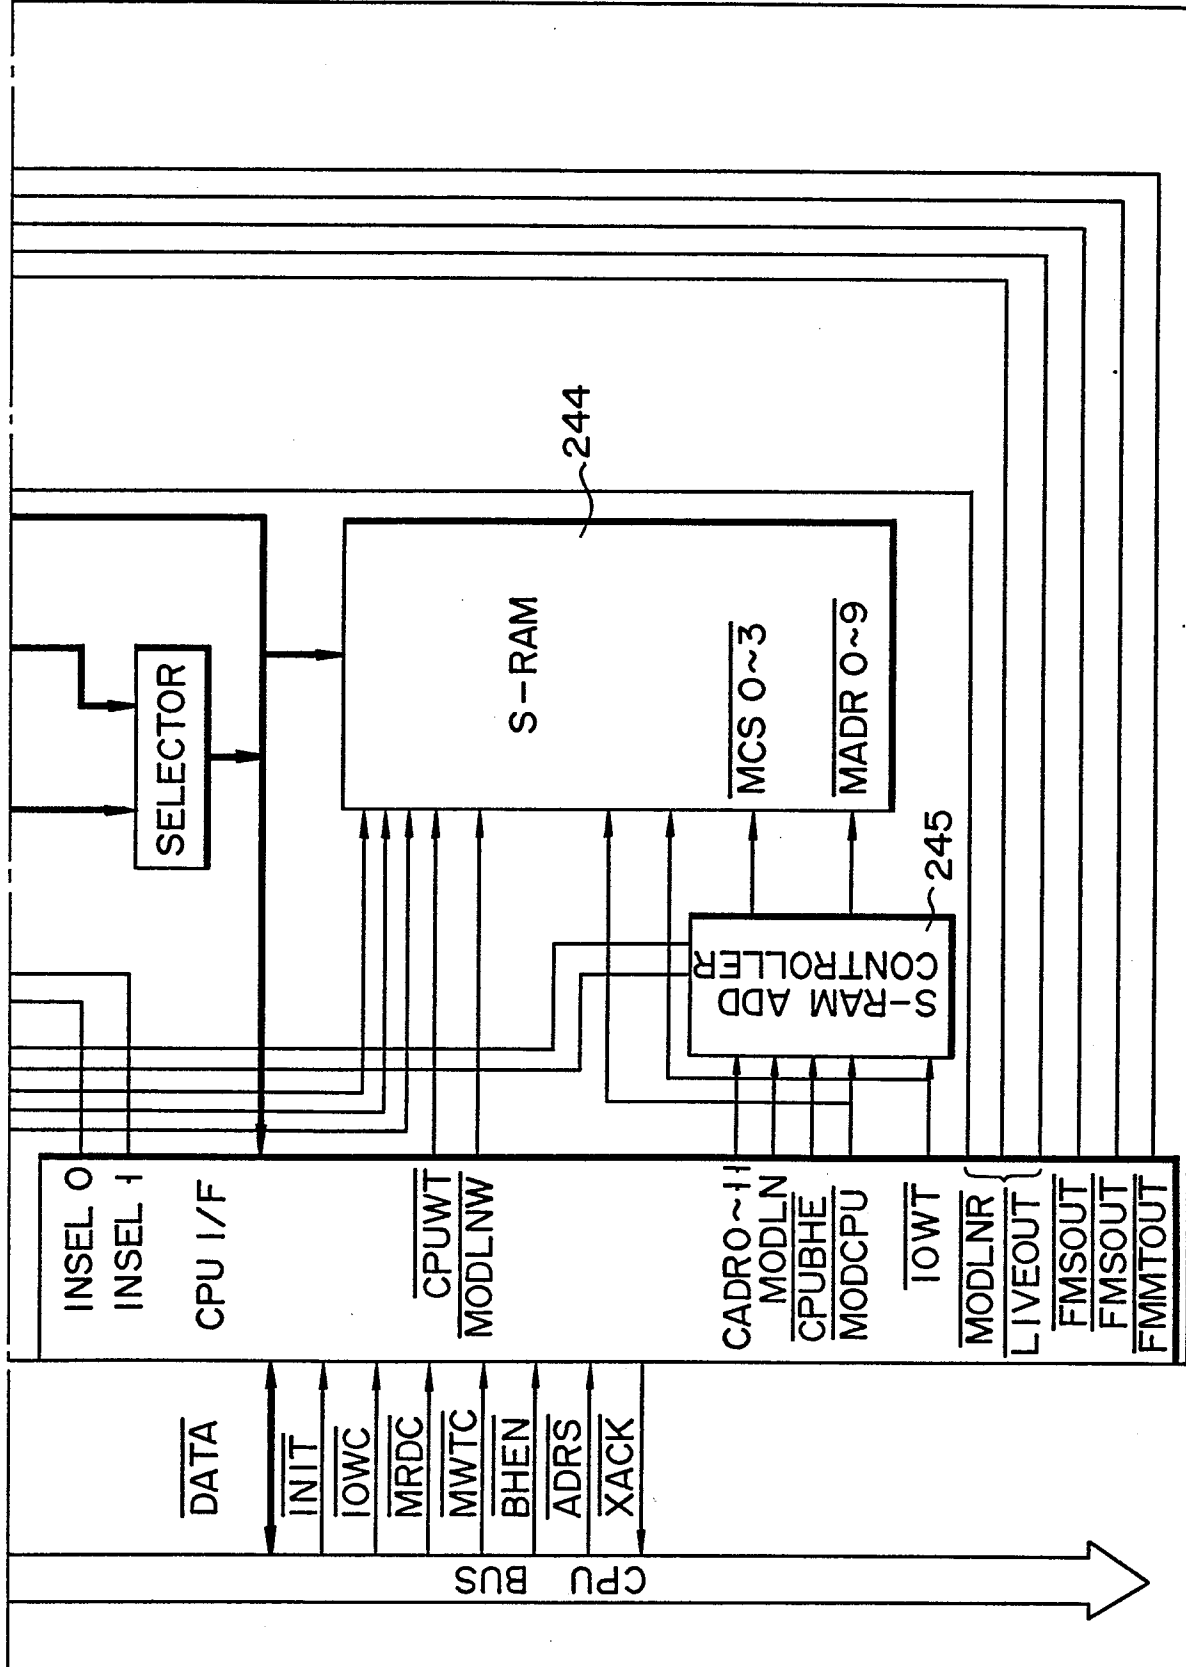 INSEL 0
INSEL 1
CPU I/F
CPUWT
MODLNW
CADR0~11
MODLN
CPUBHE
MODCPU
IOWT
MODLNR
LIVEOUT
FMSOUT
FMSOUT
FMMTOUT
DATA
INIT
IOWC
MRDC
MWTC
BHEN
ADRS
XACK
CPU BUS
SELECTOR
S-RAM
MCS 0~3
MADR 0~9
244
S-RAM ADD
CONTROLLER
245